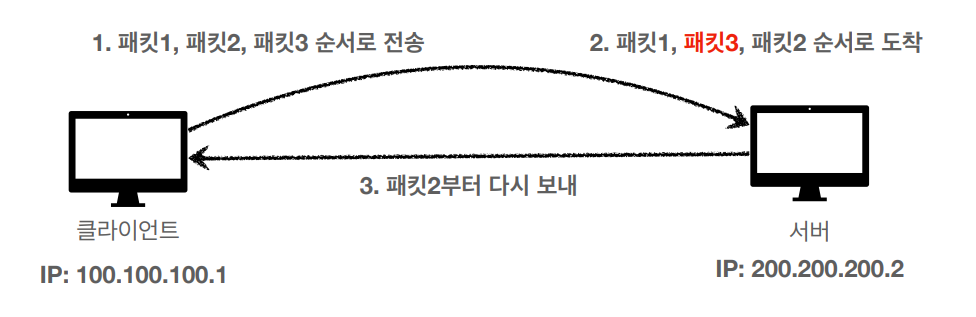 1. 패킷1, 패킷2, 패킷3 순서로 전송
2. 패킷1, 패킷3, 패킷2 순서로 도착
3. 패킷2부터 다시 보내
클라이언트
서버
IP: 100.100.100.1
IP: 200.200.200.2